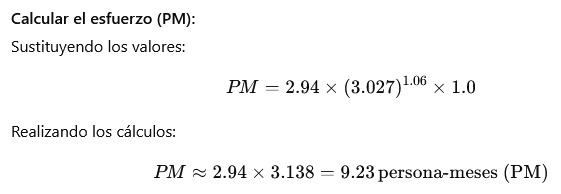 Calcular el esfuerzo (PM):
Sustituyendo los valores:
PM = 2.94 × (3.027)^1.06 × 1.0
Realizando los cálculos:
PM ≈ 2.94 × 3.138 = 9.23 persona-meses (PM)